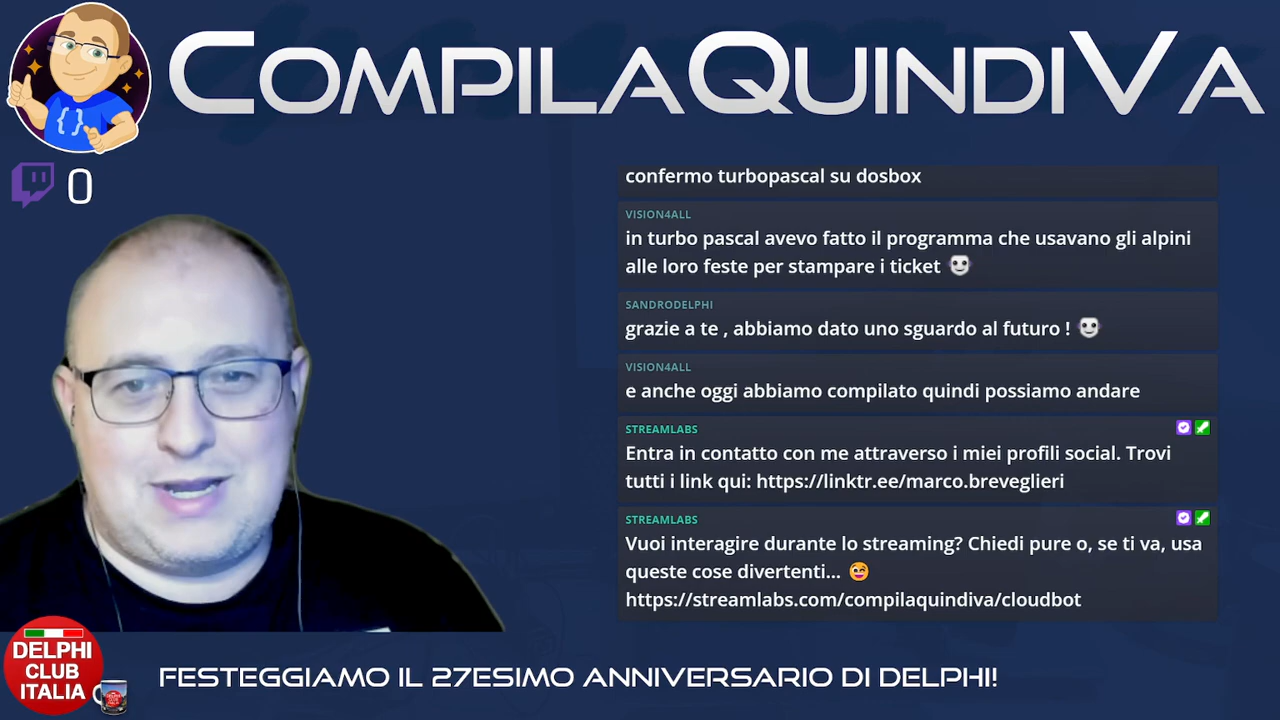 COMPILAQUINDIVA
{ }
0
confermo turbopascal su dosbox
VISION4ALL
in turbo pascal avevo fatto il programma che usavano gli alpini
alle loro feste per stampare i ticket
SANDRODELPHI
grazie a te , abbiamo dato uno sguardo al futuro !
VISION4ALL
e anche oggi abbiamo compilato quindi possiamo andare
STREAMLABS
Entra in contatto con me attraverso i miei profili social. Trovi
tutti i link qui: https://linktr.ee/marco.breveglieri
STREAMLABS
Vuoi interagire durante lo streaming? Chiedi pure o, se ti va, usa
queste cose divertenti...
https://streamlabs.com/compilaquindiva/cloudbot
DELPHI
CLUB
ITALIA
FESTEGGIAMO IL 27ESIMO ANNIVERSARIO DI DELPHI!